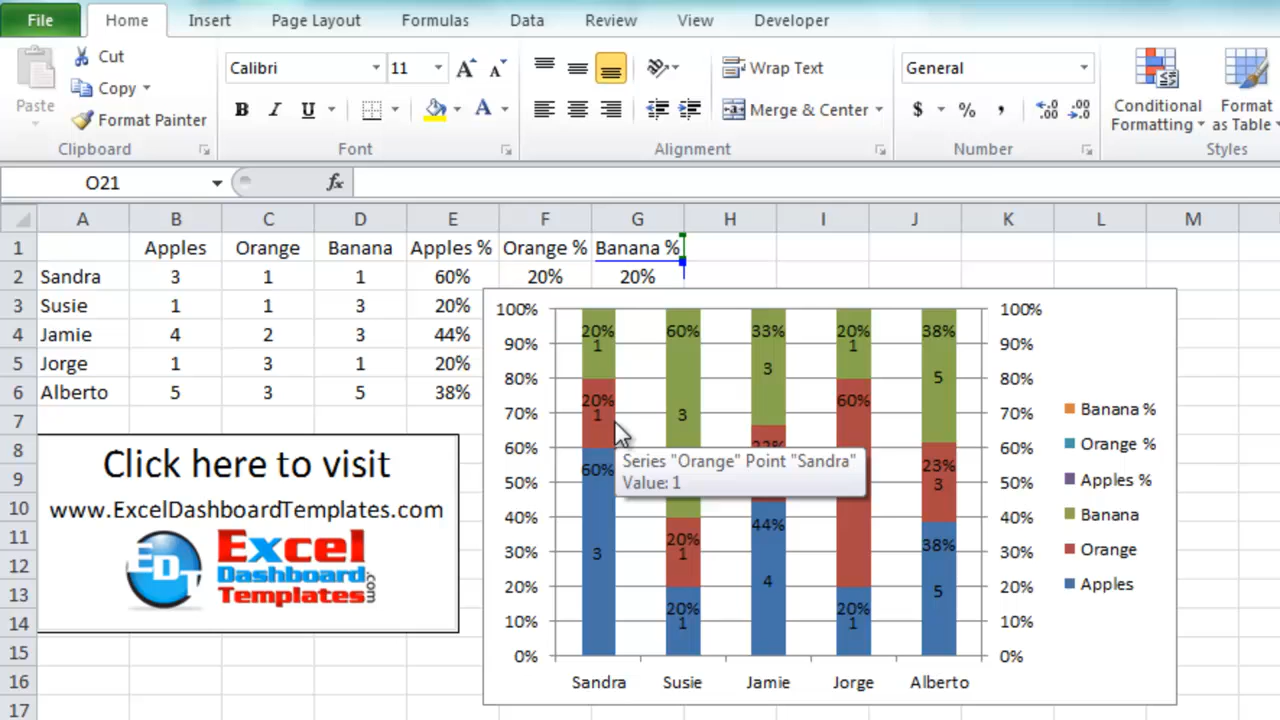 File Home Insert Page Layout Formulas Data Review View Developer
Cut
Copy
Format Painter
Paste
Clipboard
Calibri 11 A A
B I U A
Font
Wrap Text
Merge & Center
Alignment
General
$ % , .0 .00 .00 .0
Number
Conditional Formatting
Format as Table
Styles
O21 fx
A B C D E F G H I J K L M
1 Apples Orange Banana Apples % Orange % Banana %
2 Sandra 3 1 1 60% 20% 20%
3 Susie 1 1 3 20%
4 Jamie 4 2 3 44%
5 Jorge 1 3 1 20%
6 Alberto 5 3 5 38%
7
8
9
10
11
12
13
14
15
16
17
Click here to visit
www.ExcelDashboardTemplates.com
EDT
Excel
Dashboard
Templates
.com
100% 20% 60% 33% 20% 38% 100%
90% 1 1 90%
3 5
80% 80%
20% 60%
70% 1 3 70%
60% 60%
60% 23%
Series "Orange" Point "Sandra"
Value: 1
50% 3 50%
44%
40% 20% 38% 40%
30% 3 1 30%
20% 4 5 20%
20% 20%
10% 1 1 10%
0% 0%
Sandra Susie Jamie Jorge Alberto
Banana %
Orange %
Apples %
Banana
Orange
Apples